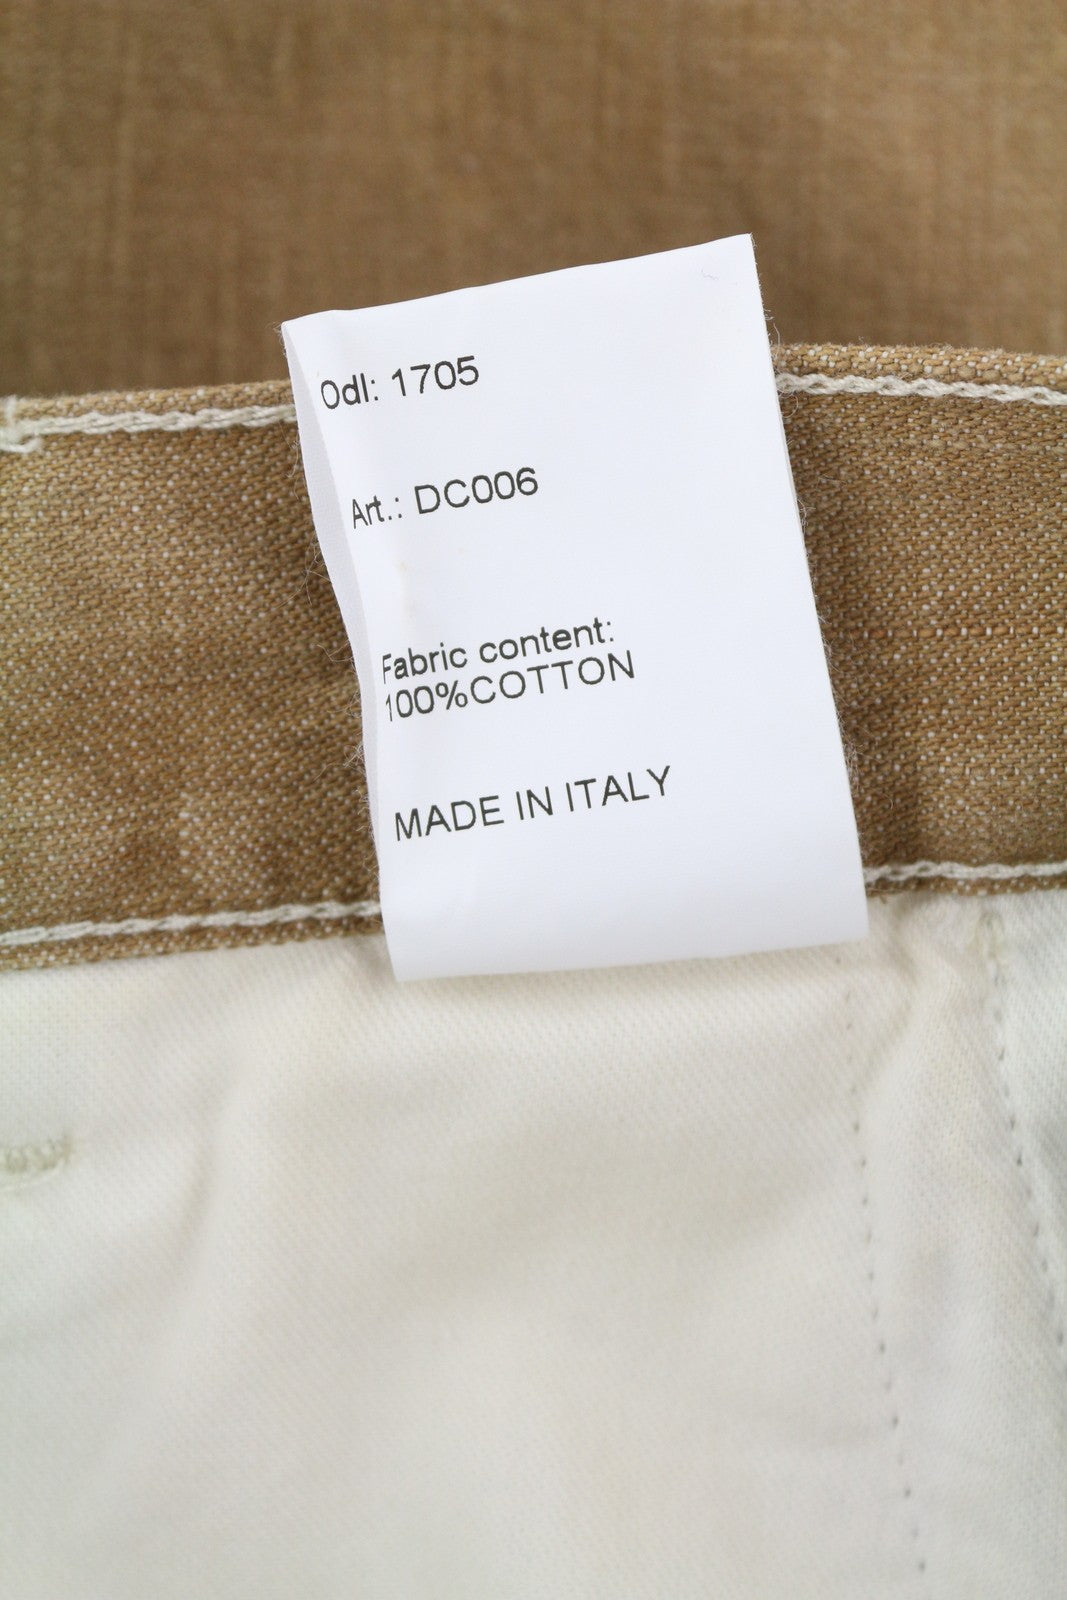 Odl: 1705
Art.: DC006
Fabric content:
100%COTTON
MADE IN ITALY